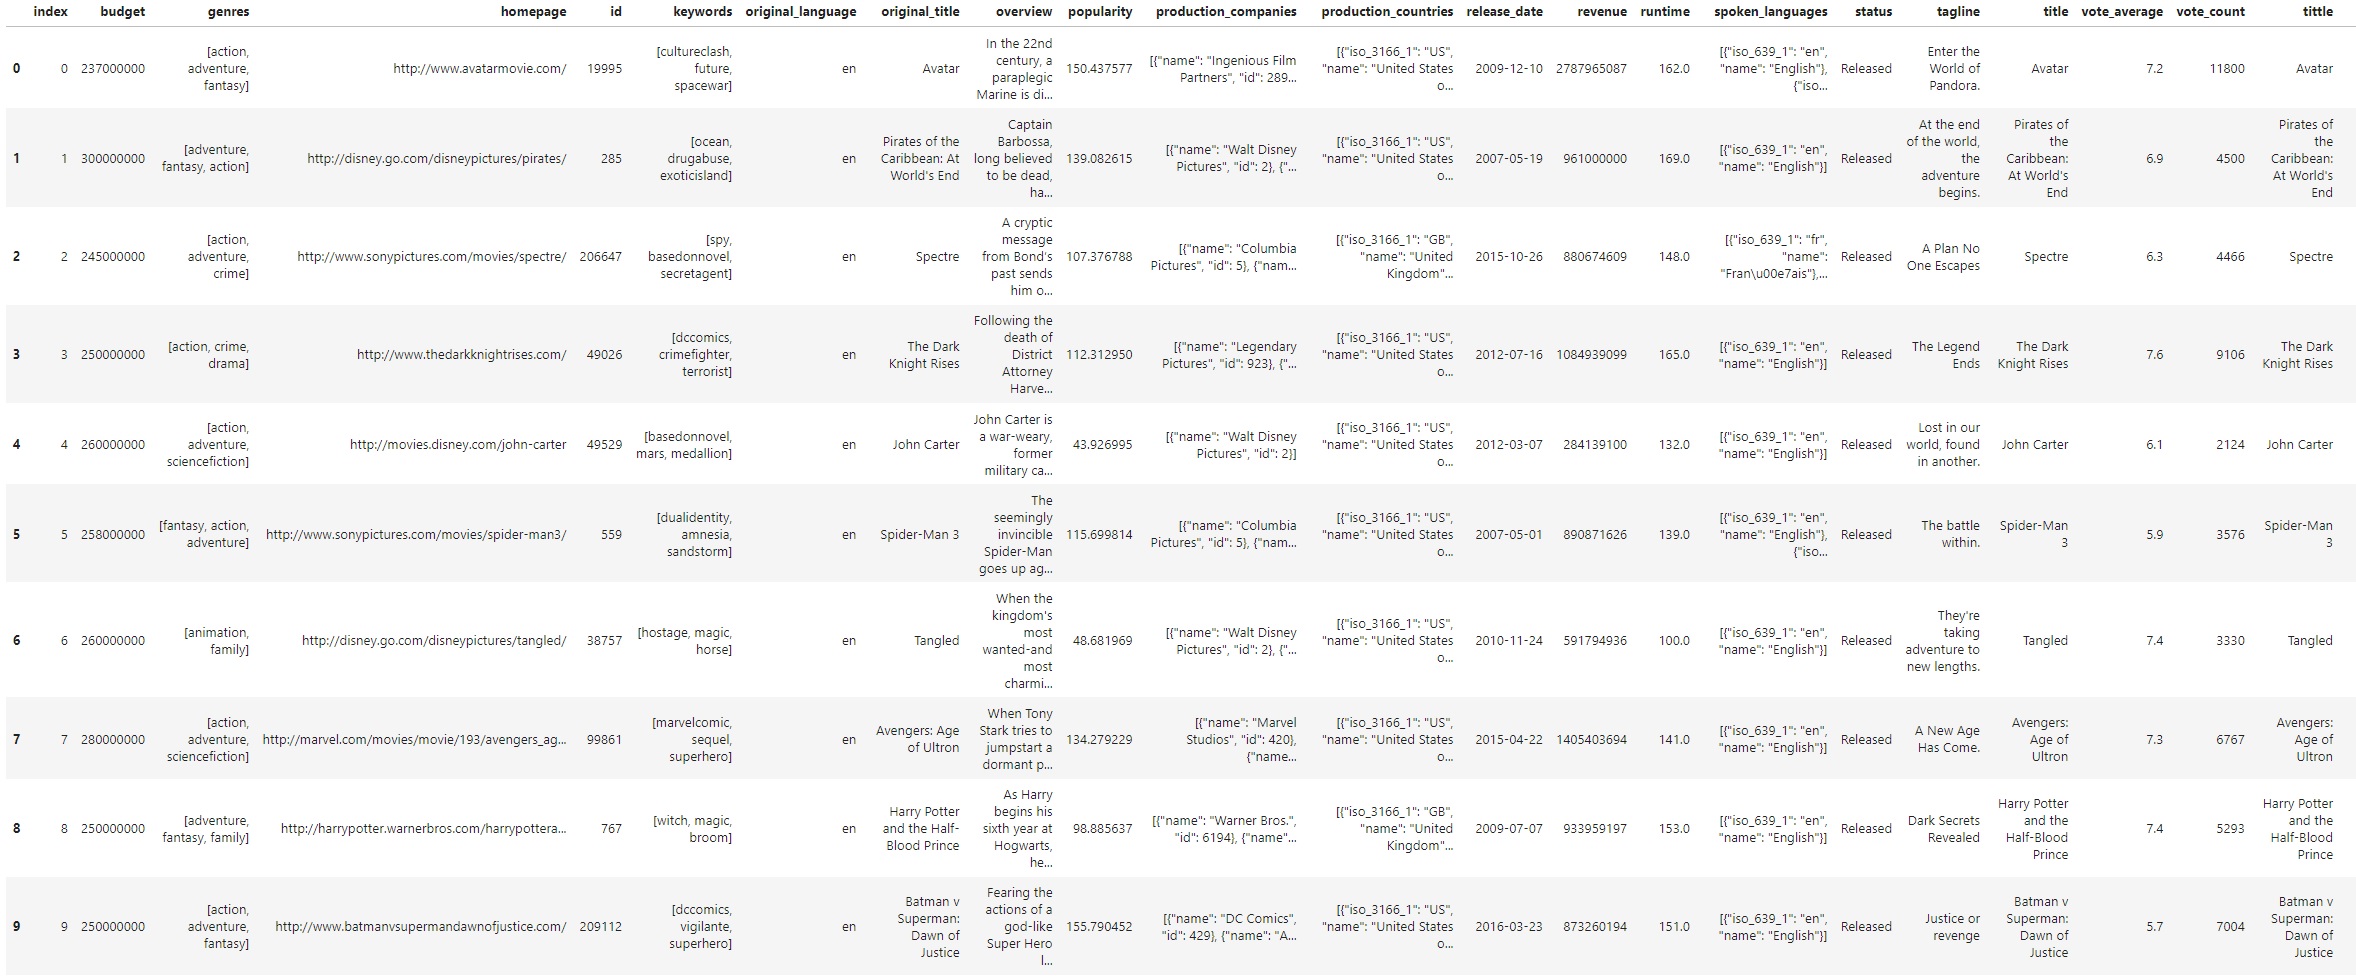 index budget genres homepage id keywords original_language original_title overview popularity production_companies production_countries release_date revenue runtime spoken_languages status tagline title vote_average vote_count tittle
0
0
237000000
[action,
adventure,
fantasy]
http://www.avatarmovie.com/
19995
[cultureclash,
future,
spacewar]
en
Avatar
In the 22nd
century, a
paraplegic
Marine is di...
150.437577
[{"name": "Ingenious Film
Partners", "id": 289...
[{"iso_3166_1": "US",
"name": "United States
o...
2009-12-10
2787965087
162.0
[{"iso_639_1": "en",
"name": "English"},
{"iso...
Released
Enter the
World of
Pandora.
Avatar
7.2
11800
Avatar
1
1
300000000
[adventure,
fantasy, action]
http://disney.go.com/disneypictures/pirates/
285
[ocean,
drugabuse,
exoticisland]
en
Pirates of the
Caribbean: At
World's End
Captain
Barbossa,
long believed
to be dead,
ha...
139.082615
[{"name": "Walt Disney
Pictures", "id": 2}, {"...
[{"iso_3166_1": "US",
"name": "United States
o...
2007-05-19
961000000
169.0
[{"iso_639_1": "en",
"name": "English"}]
Released
At the end
of the world,
the
adventure
begins.
Pirates of
the
Caribbean:
At World's
End
6.9
4500
Pirates of
the
Caribbean:
At World's
End
2
2
245000000
[action,
adventure,
crime]
http://www.sonypictures.com/movies/spectre/
206647
[spy,
basedonnovel,
secretagent]
en
Spectre
A cryptic
message
from Bond's
past sends
him o...
107.376788
[{"name": "Columbia
Pictures", "id": 5}, {"nam...
[{"iso_3166_1": "GB",
"name": "United
Kingdom"...
2015-10-26
880674609
148.0
[{"iso_639_1": "fr",
"name":
"Fran\u00e7ais"},...
Released
A Plan No
One Escapes
Spectre
6.3
4466
Spectre
3
3
250000000
[action, crime,
drama]
http://www.thedarkknightrises.com/
49026
[dccomics,
crimefighter,
terrorist]
en
The Dark
Knight Rises
Following the
death of
District
Attorney
Harve...
112.312950
[{"name": "Legendary
Pictures", "id": 923}, {"...
[{"iso_3166_1": "US",
"name": "United States
o...
2012-07-16
1084939099
165.0
[{"iso_639_1": "en",
"name": "English"}]
Released
The Legend
Ends
The Dark
Knight Rises
7.6
9106
The Dark
Knight Rises
4
4
260000000
[action,
adventure,
sciencefiction]
http://movies.disney.com/john-carter
49529
[basedonnovel,
mars, medallion]
en
John Carter
John Carter is
a war-weary,
former
military ca...
43.926995
[{"name": "Walt Disney
Pictures", "id": 2}]
[{"iso_3166_1": "US",
"name": "United States
o...
2012-03-07
284139100
132.0
[{"iso_639_1": "en",
"name": "English"}]
Released
Lost in our
world, found
in another.
John Carter
6.1
2124
John Carter
5
5
258000000
[fantasy, action,
adventure]
http://www.sonypictures.com/movies/spider-man3/
559
[dualidentity,
amnesia,
sandstorm]
en
Spider-Man 3
The
seemingly
invincible
Spider-Man
goes up ag...
115.699814
[{"name": "Columbia
Pictures", "id": 5}, {"nam...
[{"iso_3166_1": "US",
"name": "United States
o...
2007-05-01
890871626
139.0
[{"iso_639_1": "en",
"name": "English"},
{"iso...
Released
The battle
within.
Spider-Man
3
5.9
3576
Spider-Man
3
6
6
260000000
[animation,
family]
http://disney.go.com/disneypictures/tangled/
38757
[hostage, magic,
horse]
en
Tangled
When the
kingdom's
most
wanted-and
most
charmi...
48.681969
[{"name": "Walt Disney
Pictures", "id": 2}, {"...
[{"iso_3166_1": "US",
"name": "United States
o...
2010-11-24
591794936
100.0
[{"iso_639_1": "en",
"name": "English"}]
Released
They're
taking
adventure to
new lengths.
Tangled
7.4
3330
Tangled
7
7
280000000
[action,
adventure,
sciencefiction]
http://marvel.com/movies/movie/193/avengers_ag...
99861
[marvelcomic,
sequel,
superhero]
en
Avengers: Age
of Ultron
When Tony
Stark tries to
jumpstart a
dormant p...
134.279229
[{"name": "Marvel
Studios", "id": 420},
{"name...
[{"iso_3166_1": "US",
"name": "United States
o...
2015-04-22
1405403694
141.0
[{"iso_639_1": "en",
"name": "English"}]
Released
A New Age
Has Come.
Avengers:
Age of
Ultron
7.3
6767
Avengers:
Age of
Ultron
8
8
250000000
[adventure,
fantasy, family]
http://harrypotter.warnerbros.com/harrypottera...
767
[witch, magic,
broom]
en
Harry Potter
and the Half-
Blood Prince
As Harry
begins his
sixth year at
Hogwarts,
he...
98.885637
[{"name": "Warner Bros.",
"id": 6194}, {"name"...
[{"iso_3166_1": "GB",
"name": "United
Kingdom"...
2009-07-07
933959197
153.0
[{"iso_639_1": "en",
"name": "English"}]
Released
Dark Secrets
Revealed
Harry Potter
and the
Half-Blood
Prince
7.4
5293
Harry Potter
and the
Half-Blood
Prince
9
9
250000000
[action,
adventure,
fantasy]
http://www.batmanvsupermandawnofjustice.com/
209112
[dccomics,
vigilante,
superhero]
en
Batman v
Superman:
Dawn of
Justice
Fearing the
actions of a
god-like
Super Hero
l...
155.790452
[{"name": "DC Comics",
"id": 429}, {"name": "A...
[{"iso_3166_1": "US",
"name": "United States
o...
2016-03-23
873260194
151.0
[{"iso_639_1": "en",
"name": "English"}]
Released
Justice or
revenge
Batman v
Superman:
Dawn of
Justice
5.7
7004
Batman v
Superman:
Dawn of
Justice